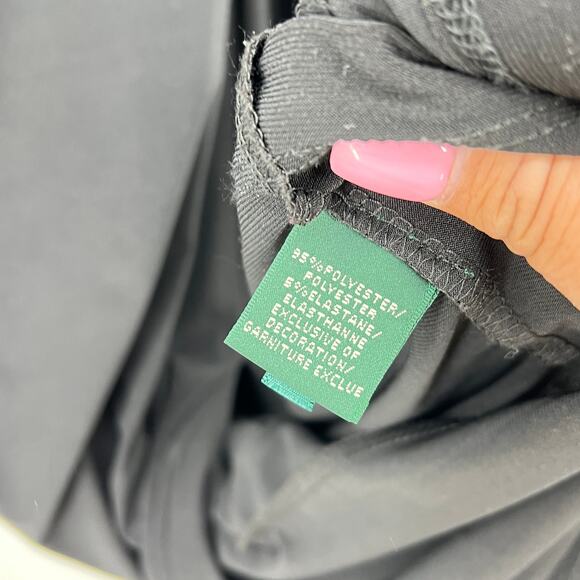 95%POLYESTER/
POLYESTER
5%ELASTANE/
ELASTHANNE
EXCLUSIVE OF
DECORATION/
GARNITURE EXCLUE